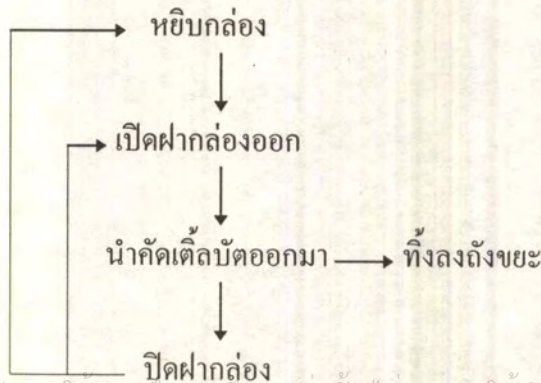 หยิบกล่อง
เปิดฝากล่องออก
นำคัตเติ้ลบัตออกมา ทิ้งลงถังขยะ
ปิดฝากล่อง